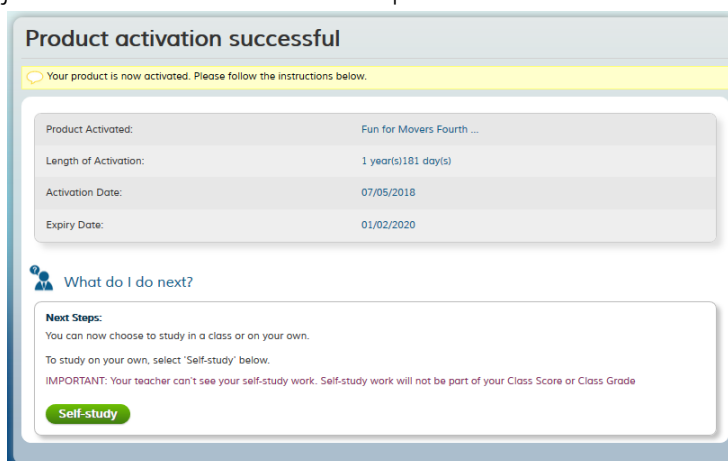 Product activation successful
Your product is now activated. Please follow the instructions below.
Product Activated: Fun for Movers Fourth ...
Length of Activation: 1 year(s)181 day(s)
Activation Date: 07/05/2018
Expiry Date: 01/02/2020
What do I do next?
Next Steps:
You can now choose to study in a class or on your own.
To study on your own, select 'Self-study' below.
IMPORTANT: Your teacher can't see your self-study work. Self-study work will not be part of your Class Score or Class Grade
Self-study